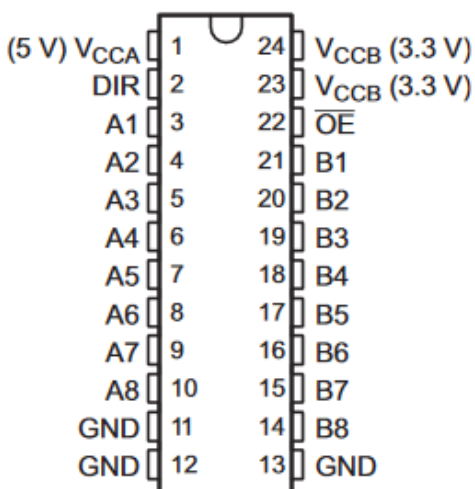 (5 V) VCCA 1 24 VCCB (3.3 V)
DIR 2 23 VCCB (3.3 V)
A1 3 22 O̅E̅
A2 4 21 B1
A3 5 20 B2
A4 6 19 B3
A5 7 18 B4
A6 8 17 B5
A7 9 16 B6
A8 10 15 B7
GND 11 14 B8
GND 12 13 GND